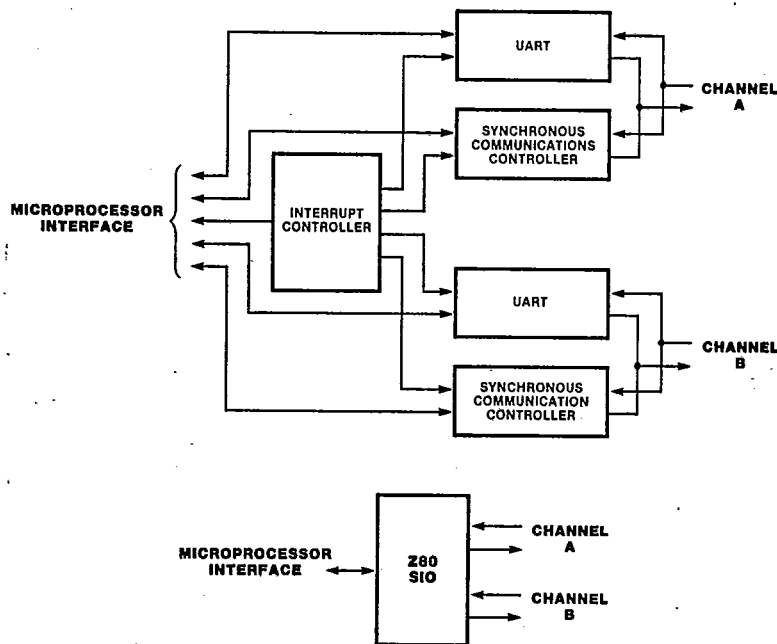 UART
CHANNEL
A
SYNCHRONOUS
COMMUNICATIONS
CONTROLLER
MICROPROCESSOR
INTERFACE
INTERRUPT
CONTROLLER
UART
CHANNEL
B
SYNCHRONOUS
COMMUNICATION
CONTROLLER
MICROPROCESSOR
INTERFACE
Z80
SIO
CHANNEL
A
CHANNEL
B